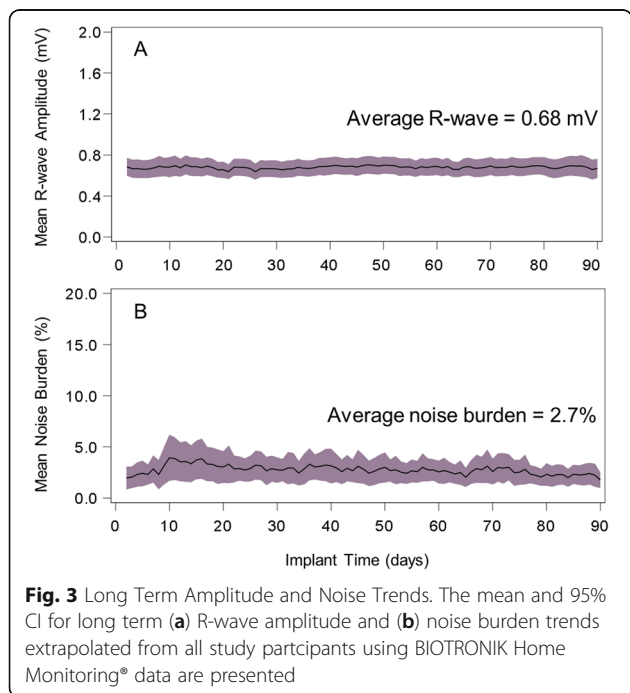 2.0
A
1.6
Mean R-wave Amplitude (mV)
1.2
Average R-wave = 0.68 mV
0.8
0.4
0.0
0 10 20 30 40 50 60 70 80 90
20.0
B
15.0
Mean Noise Burden (%)
10.0
Average noise burden = 2.7%
5.0
0.0
0 10 20 30 40 50 60 70 80 90
Implant Time (days)
Fig. 3 Long Term Amplitude and Noise Trends. The mean and 95%
CI for long term (a) R-wave amplitude and (b) noise burden trends
extrapolated from all study partcipants using BIOTRONIK Home
Monitoring® data are presented